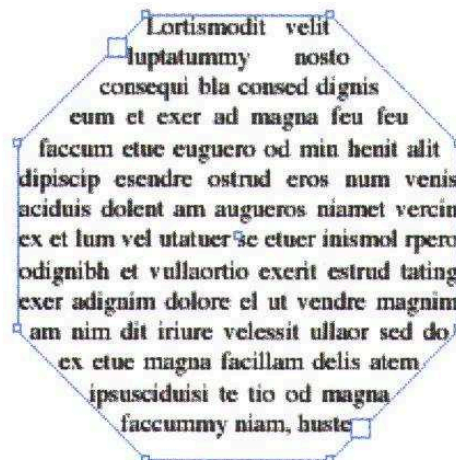 Lortismodit velit
luptatummy nosto
consequi bla consed dignis
eum et exer ad magna feu feu
faccum etue euguero od min henit alit
dipiscip esendre ostrud eros num venis
aciduis dolent am augueros niamet vercin
ex et lum vel utatuer se etuer inismol rpero
odignibh et vullaortio exerit estrud tating
exer adignim dolore el ut vendre magnim
am nim dit iriure velessit ullaor sed do
ex etue magna facillam delis atem
ipsusciduisi te tio od magna
faccummy niam, huste